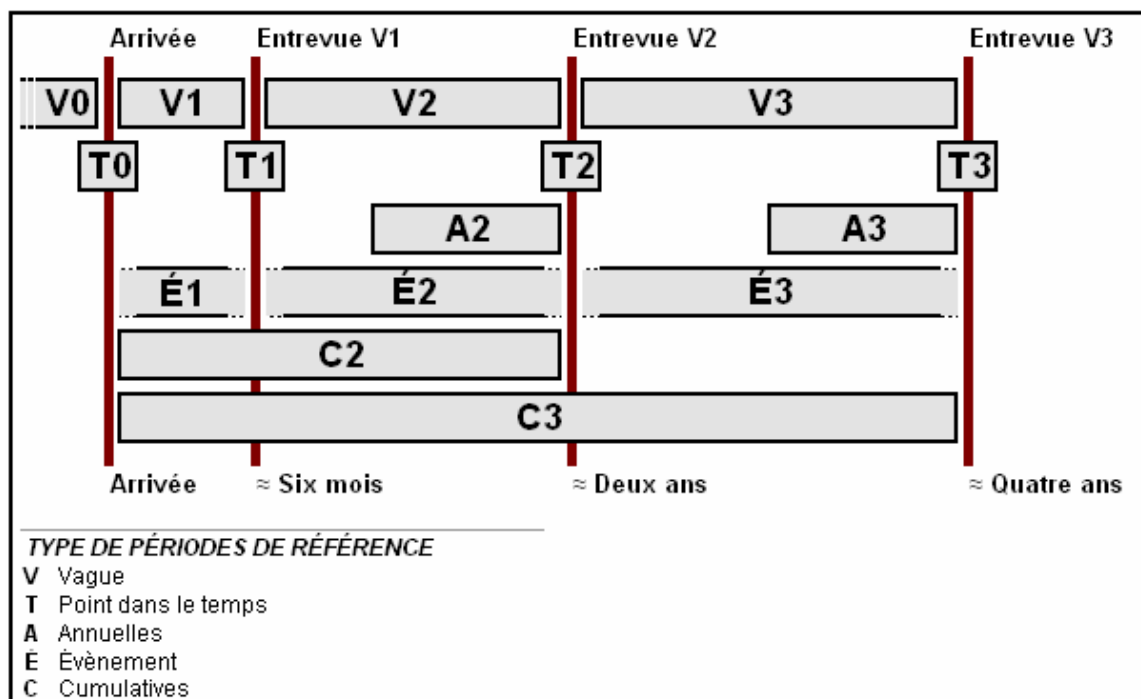 Arrivée Entrevue V1 Entrevue V2 Entrevue V3
V0 V1 V2 V3
T0 T1 T2 T3
A2 A3
É1 É2 É3
C2
C3
Arrivée ≈ Six mois ≈ Deux ans ≈ Quatre ans
TYPE DE PÉRIODES DE RÉFÉRENCE
V Vague
T Point dans le temps
A Annuelles
É Évènement
C Cumulatives